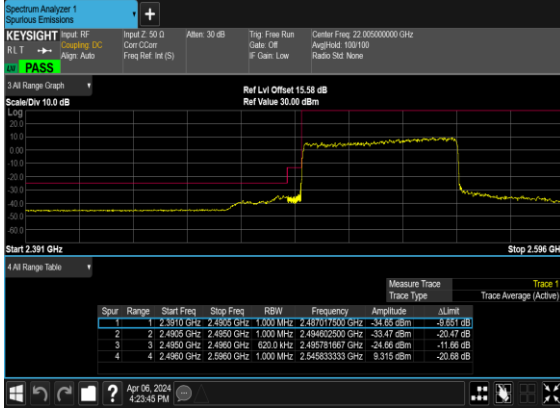 Spectrum Analyzer 1
Spurious Emissions
+
KEYSIGHT Input: RF Input Z: 50 Ω Atten: 30 dB Trig: Free Run Center Freq: 22.005000000 GHz
RLT Coupling: DC Corr CCorr Gate: Off Avg|Hold: 100/100
Align: Auto Freq Ref: Int (S) IF Gain: Low Radio Std: None
PASS
3 All Range Graph
Ref Lvl Offset 15.58 dB
Scale/Div 10.0 dB Ref Value 30.00 dBm
Log
20.0
10.0
0.00
-10.0
-20.0
-30.0
-40.0
-50.0
-60.0
Start 2.391 GHz Stop 2.596 GH
4 All Range Table
Measure Trace Trace 1
Trace Type Trace Average (Active)
Spur Range Start Freq Stop Freq RBW Frequency Amplitude ΔLimit
1 1 2.3910 GHz 2.4905 GHz 1.000 MHz 2.487017500 GHz -34.65 dBm -9.651 dB
2 2 2.4905 GHz 2.4950 GHz 1.000 MHz 2.494602500 GHz -33.47 dBm -20.47 dB
3 3 2.4950 GHz 2.4960 GHz 620.0 kHz 2.495781667 GHz -24.66 dBm -11.66 dB
4 4 2.4960 GHz 2.5960 GHz 1.000 MHz 2.545833333 GHz 9.315 dBm -20.68 dB
? Apr 06, 2024
4:23:45 PM